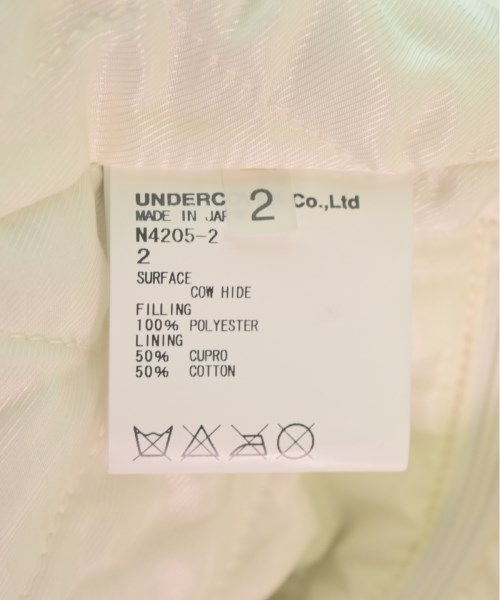 UNDERC 2 Co.,Ltd
MADE IN JAP
N4205-2
2
SURFACE
COW HIDE
FILLING
100% POLYESTER
LINING
50% CUPRO
50% COTTON